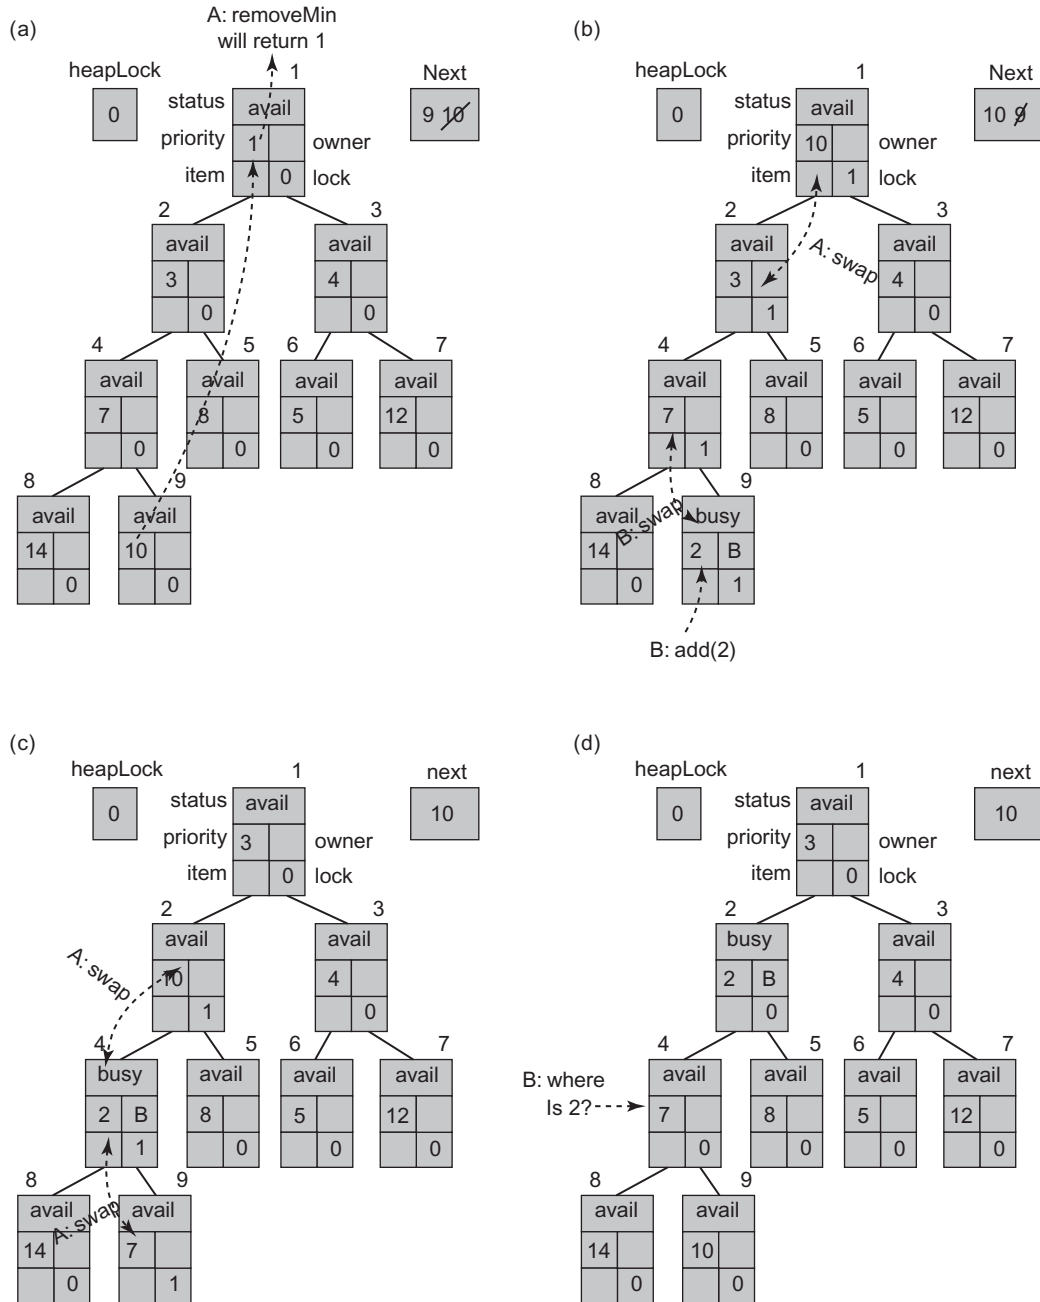 (a)
A: removeMin
will return 1
heapLock
0
1
Next
9 10
status
avail
priority
1
owner
item
0
lock
2
avail
3
0
3
avail
4
0
4
avail
7
0
5
avail
8
0
6
avail
5
0
7
avail
12
0
8
avail
14
0
9
avail
10
0
(b)
heapLock
0
1
Next
10 9
status
avail
priority
10
owner
item
1
lock
A: swap
2
avail
3
1
3
avail
4
0
4
avail
7
1
5
avail
8
0
6
avail
5
0
7
avail
12
0
8
avail
14
0
B: swap
9
busy
2
B
1
B: add(2)
(c)
heapLock
0
1
next
10
status
avail
priority
3
owner
item
0
lock
A: swap
2
avail
10
1
3
avail
4
0
4
busy
2
B
1
5
avail
8
0
6
avail
5
0
7
avail
12
0
8
avail
14
0
A: swap
9
avail
7
1
(d)
heapLock
0
1
next
10
status
avail
priority
3
owner
item
0
lock
2
busy
2
B
0
3
avail
4
0
B: where
Is 2?
4
avail
7
0
5
avail
8
0
6
avail
5
0
7
avail
12
0
8
avail
14
0
9
avail
10
0